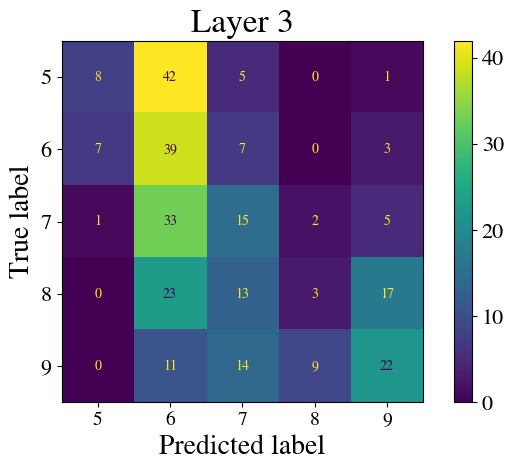 Layer 3
True label
5 8 42 5 0 1
6 7 39 7 0 3
7 1 33 15 2 5
8 0 23 13 3 17
9 0 11 14 9 22
5 6 7 8 9
Predicted label
40
30
20
10
0